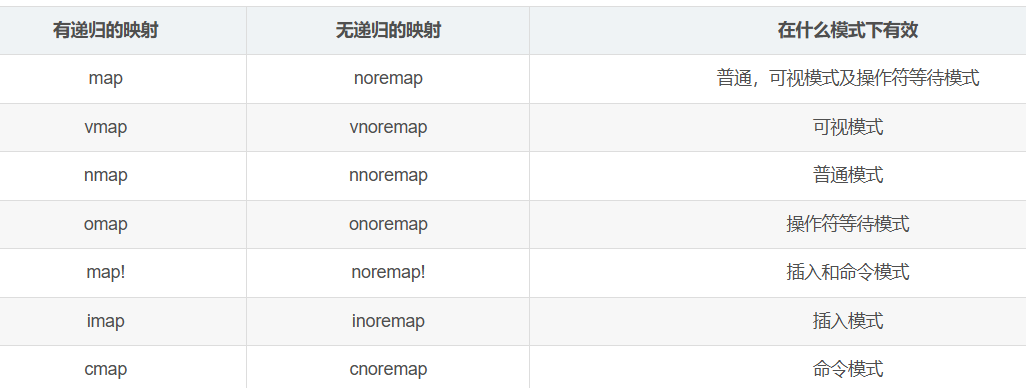 有递归的映射 无递归的映射 在什么模式下有效
map noremap 普通，可视模式及操作符等待模式
vmap vnoremap 可视模式
nmap nnoremap 普通模式
omap onoremap 操作符等待模式
map! noremap! 插入和命令模式
imap inoremap 插入模式
cmap cnoremap 命令模式